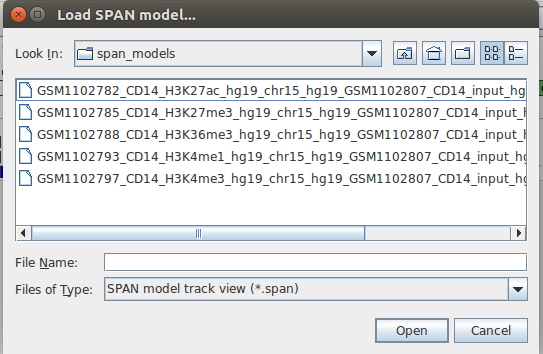 Load SPAN model...
Look In: span_models
GSM1102782_CD14_H3K27ac_hg19_chr15_hg19_GSM1102807_CD14_input_hg
GSM1102785_CD14_H3K27me3_hg19_chr15_hg19_GSM1102807_CD14_input_h
GSM1102788_CD14_H3K36me3_hg19_chr15_hg19_GSM1102807_CD14_input_h
GSM1102793_CD14_H3K4me1_hg19_chr15_hg19_GSM1102807_CD14_input_hg
GSM1102797_CD14_H3K4me3_hg19_chr15_hg19_GSM1102807_CD14_input_hg
File Name:
Files of Type: SPAN model track view (*.span)
Open Cancel